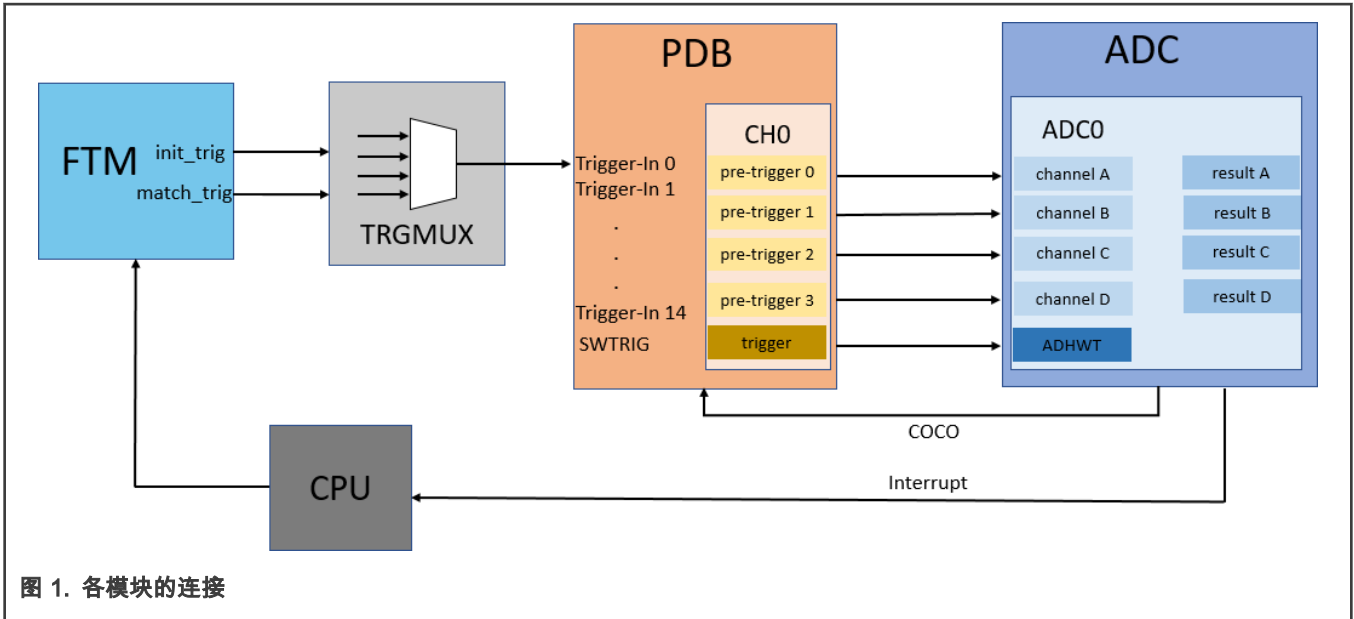 FTM
init_trig
match_trig
TRGMUX
PDB
Trigger-In 0
Trigger-In 1
.
.
.
Trigger-In 14
SWTRIG
CH0
pre-trigger 0
pre-trigger 1
pre-trigger 2
pre-trigger 3
trigger
ADC
ADC0
channel A
channel B
channel C
channel D
ADHWT
result A
result B
result C
result D
COCO
Interrupt
CPU
图 1. 各模块的连接